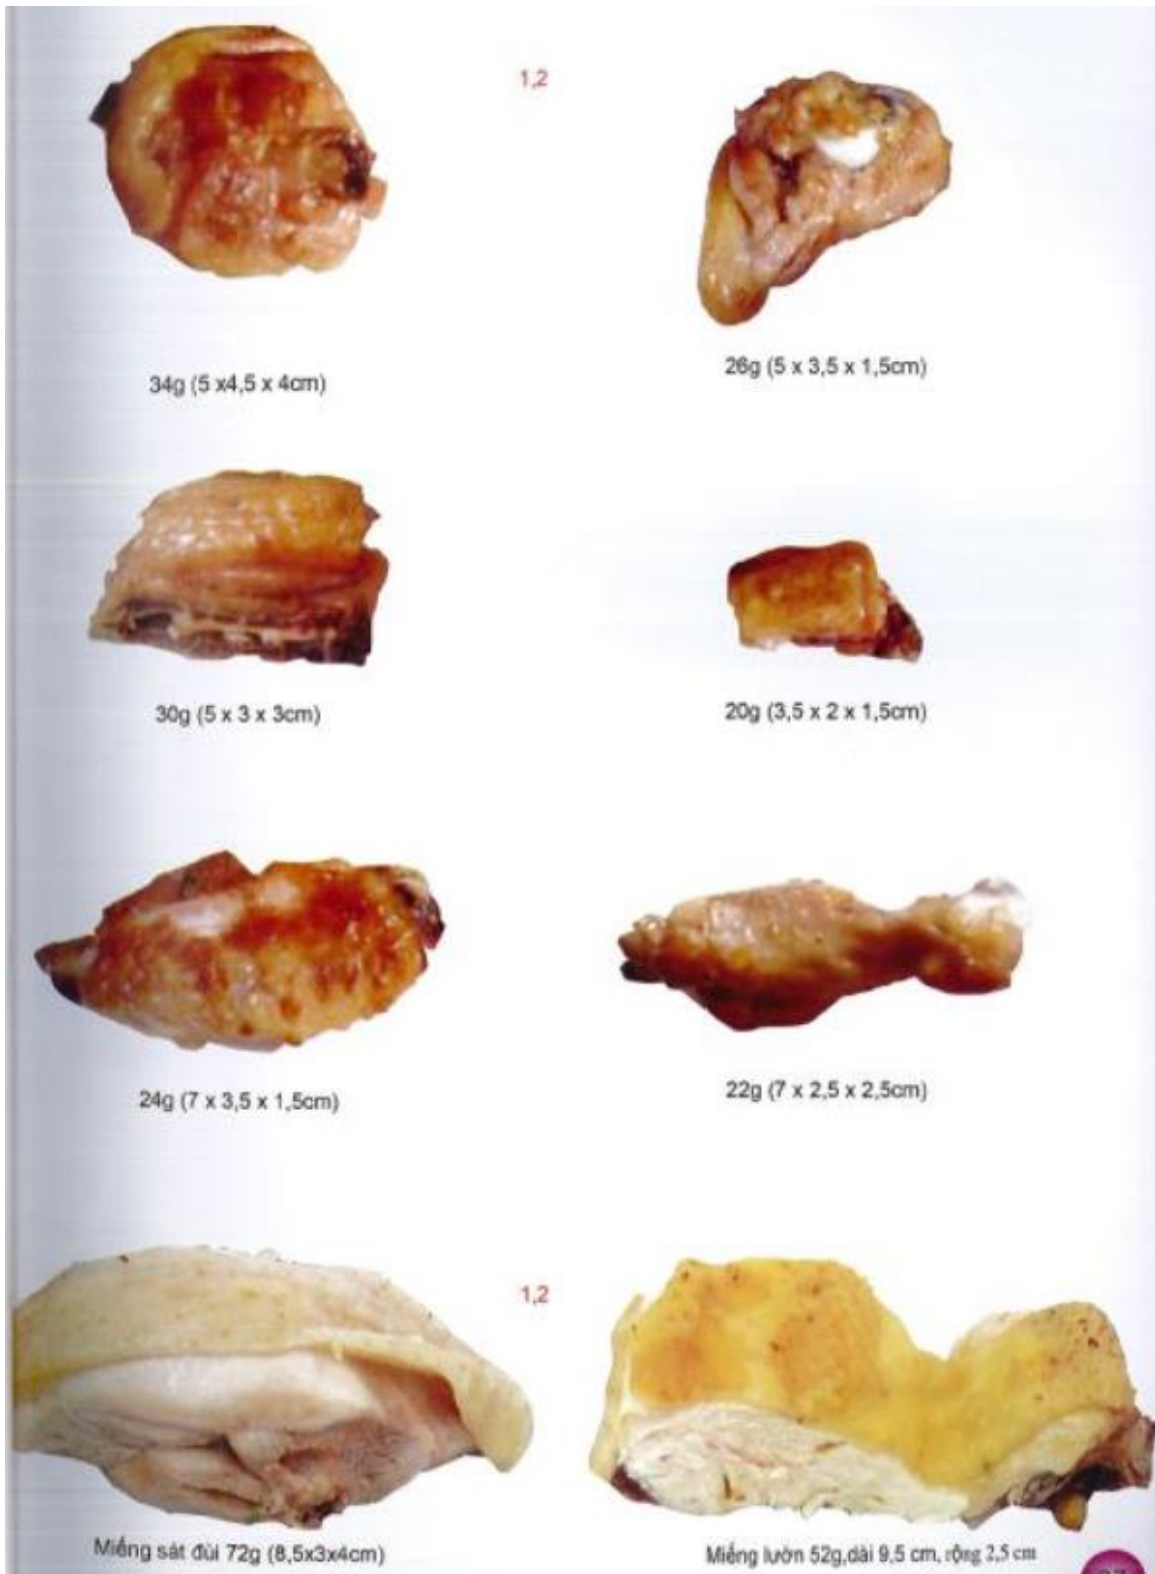 1,2
34g (5 x4,5 x 4cm)
26g (5 x 3,5 x 1,5cm)
30g (5 x 3 x 3cm)
20g (3,5 x 2 x 1,5cm)
24g (7 x 3,5 x 1,5cm)
22g (7 x 2,5 x 2,5cm)
1,2
Miếng sát đùi 72g (8,5x3x4cm)
Miếng lườn 52g,dài 9,5 cm, rộng 2,5 cm